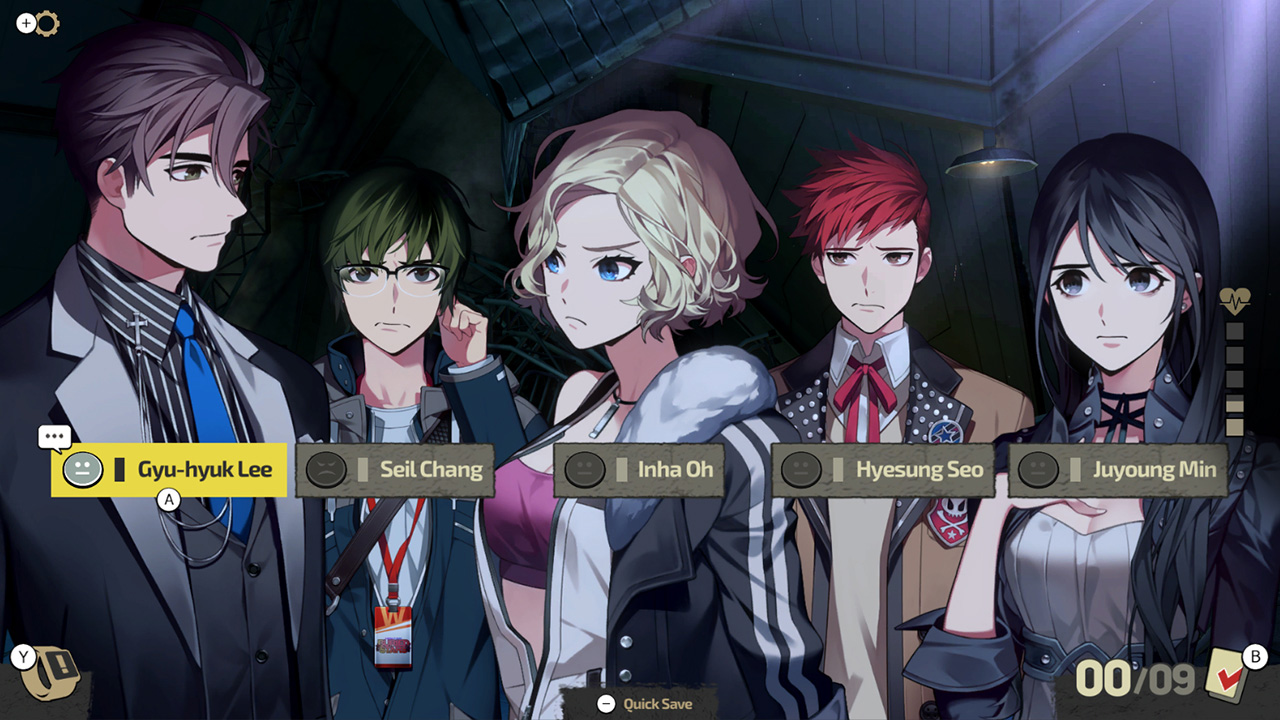 +
Gyu-hyuk Lee
Seil Chang
Inha Oh
Hyesung Seo
Juyoung Min
A
W
Y
B
00/09
Quick Save